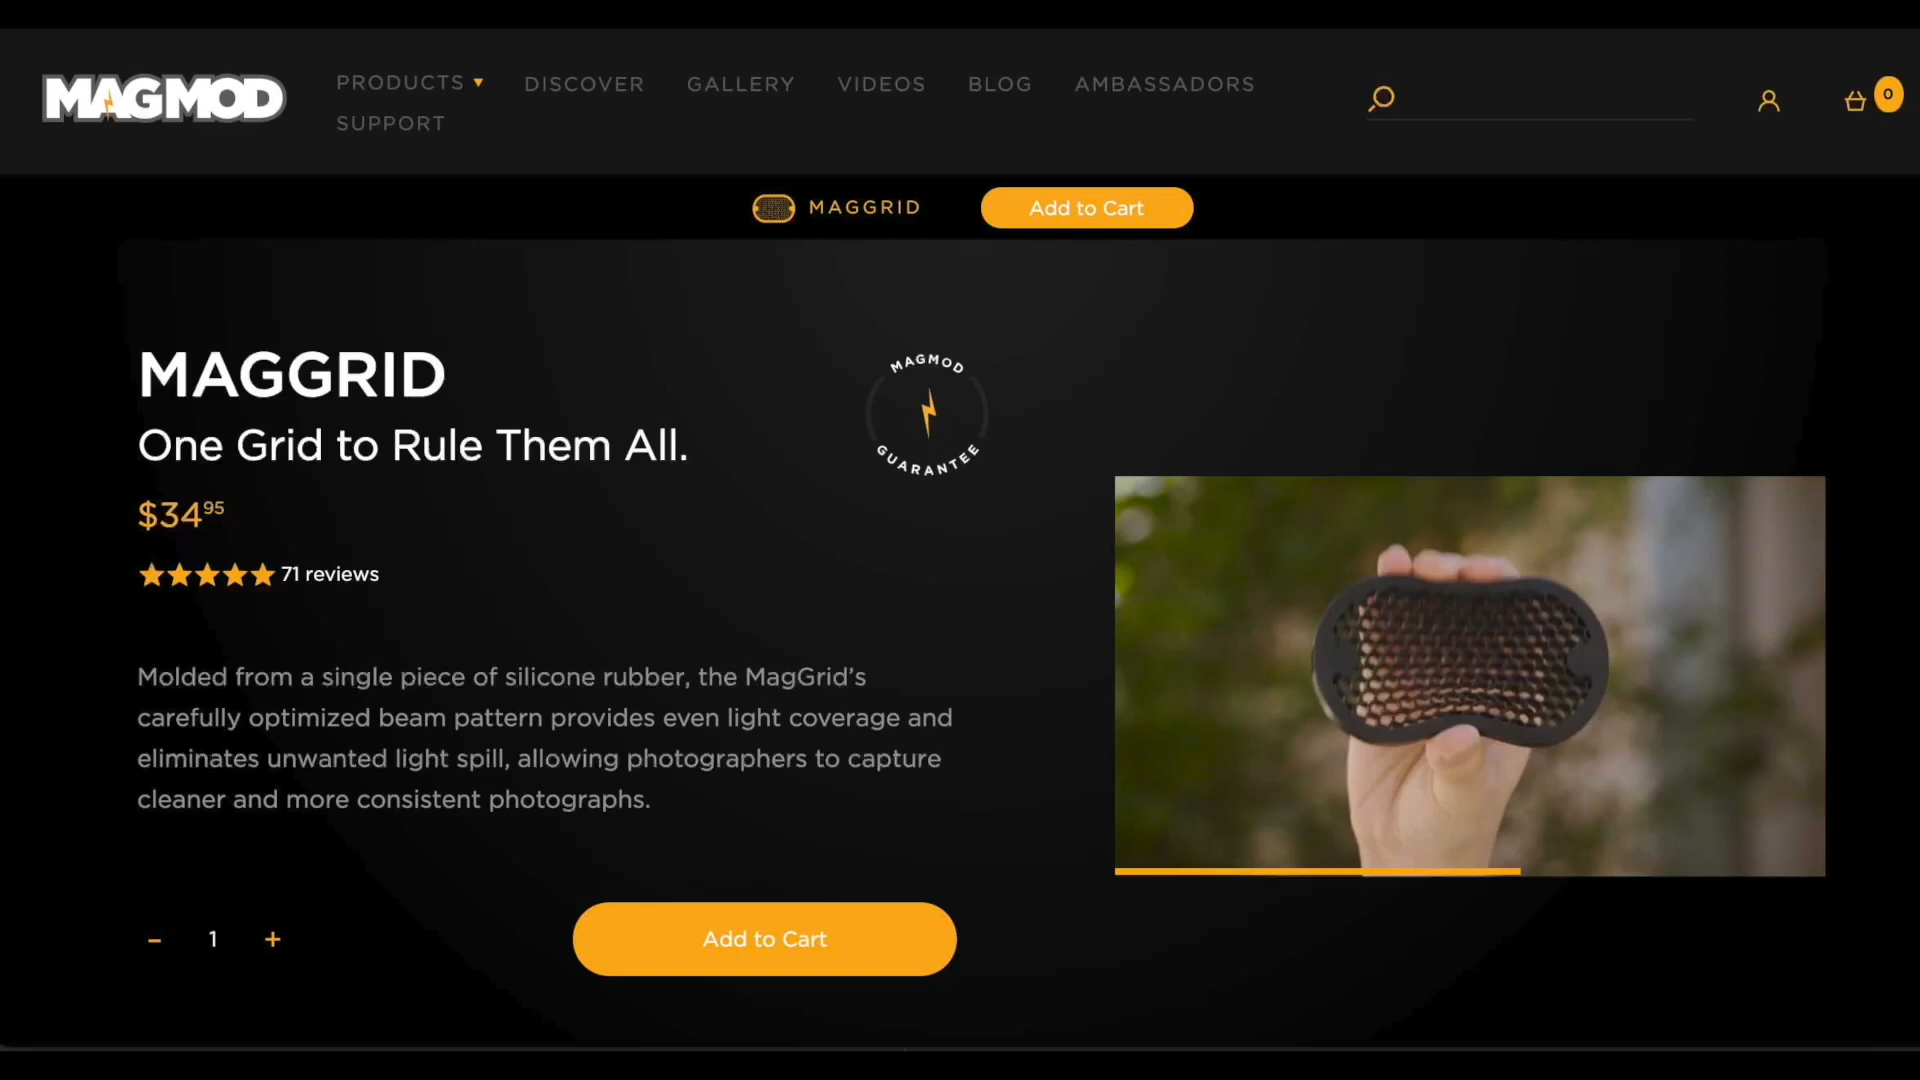 MAGMOD
PRODUCTS ▼ DISCOVER GALLERY VIDEOS BLOG AMBASSADORS
SUPPORT
0
MAGGRID Add to Cart
MAGGRID
One Grid to Rule Them All.
$34⁹⁵
71 reviews
MAGMOD
GUARANTEE
Molded from a single piece of silicone rubber, the MagGrid’s
carefully optimized beam pattern provides even light coverage and
eliminates unwanted light spill, allowing photographers to capture
cleaner and more consistent photographs.
– 1 + Add to Cart